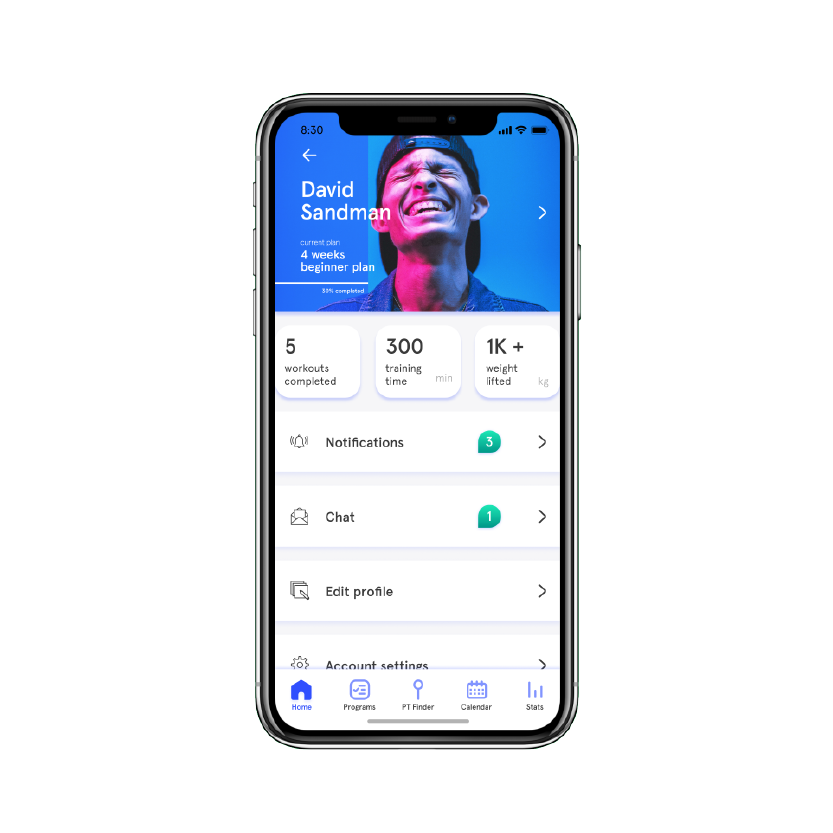 8:30
David
Sandman
current plan
4 weeks
beginner plan
30% completed
5
workouts
completed
300
training
time
min
1K +
weight
lifted
kg
Notifications
3
Chat
1
Edit profile
Account settings
Home
Programs
PT Finder
Calendar
Stats